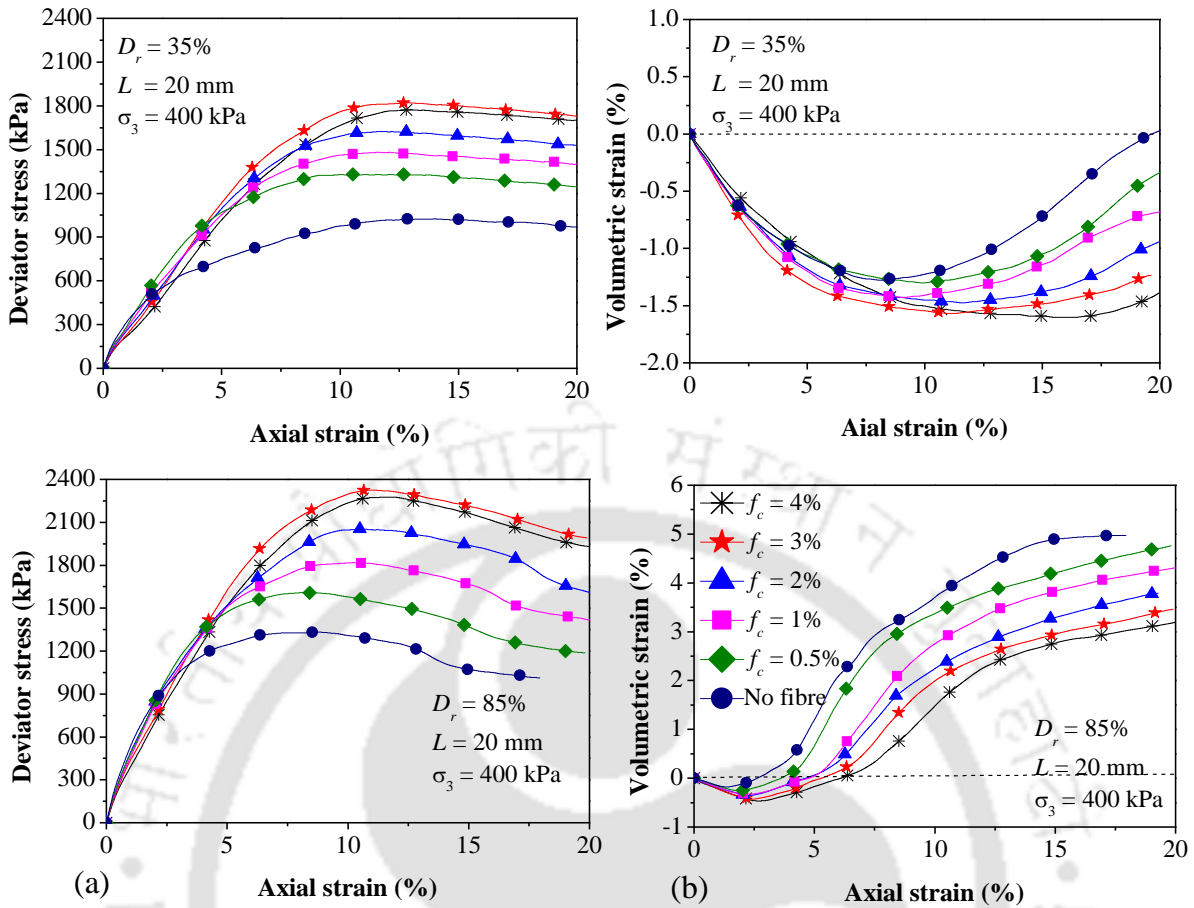 2400
2100
1800
1500
1200
900
600
300
0
Deviator stress (kPa)
D_r = 35%
L = 20 mm
σ_3 = 400 kPa
0 5 10 15 20
Axial strain (%)
1.0
0.5
0.0
-0.5
-1.0
-1.5
-2.0
Volumetric strain (%)
D_r = 35%
L = 20 mm
σ_3 = 400 kPa
0 5 10 15 20
Aial strain (%)
2400
2100
1800
1500
1200
900
600
300
0
Deviator stress (kPa)
D_r = 85%
L = 20 mm
σ_3 = 400 kPa
0 5 10 15 20
(a) Axial strain (%)
6
5
4
3
2
1
0
-1
Volumetric strain (%)
f_c = 4%
f_c = 3%
f_c = 2%
f_c = 1%
f_c = 0.5%
No fibre
D_r = 85%
L = 20 mm
σ_3 = 400 kPa
0 5 10 15 20
(b) Axial strain (%)